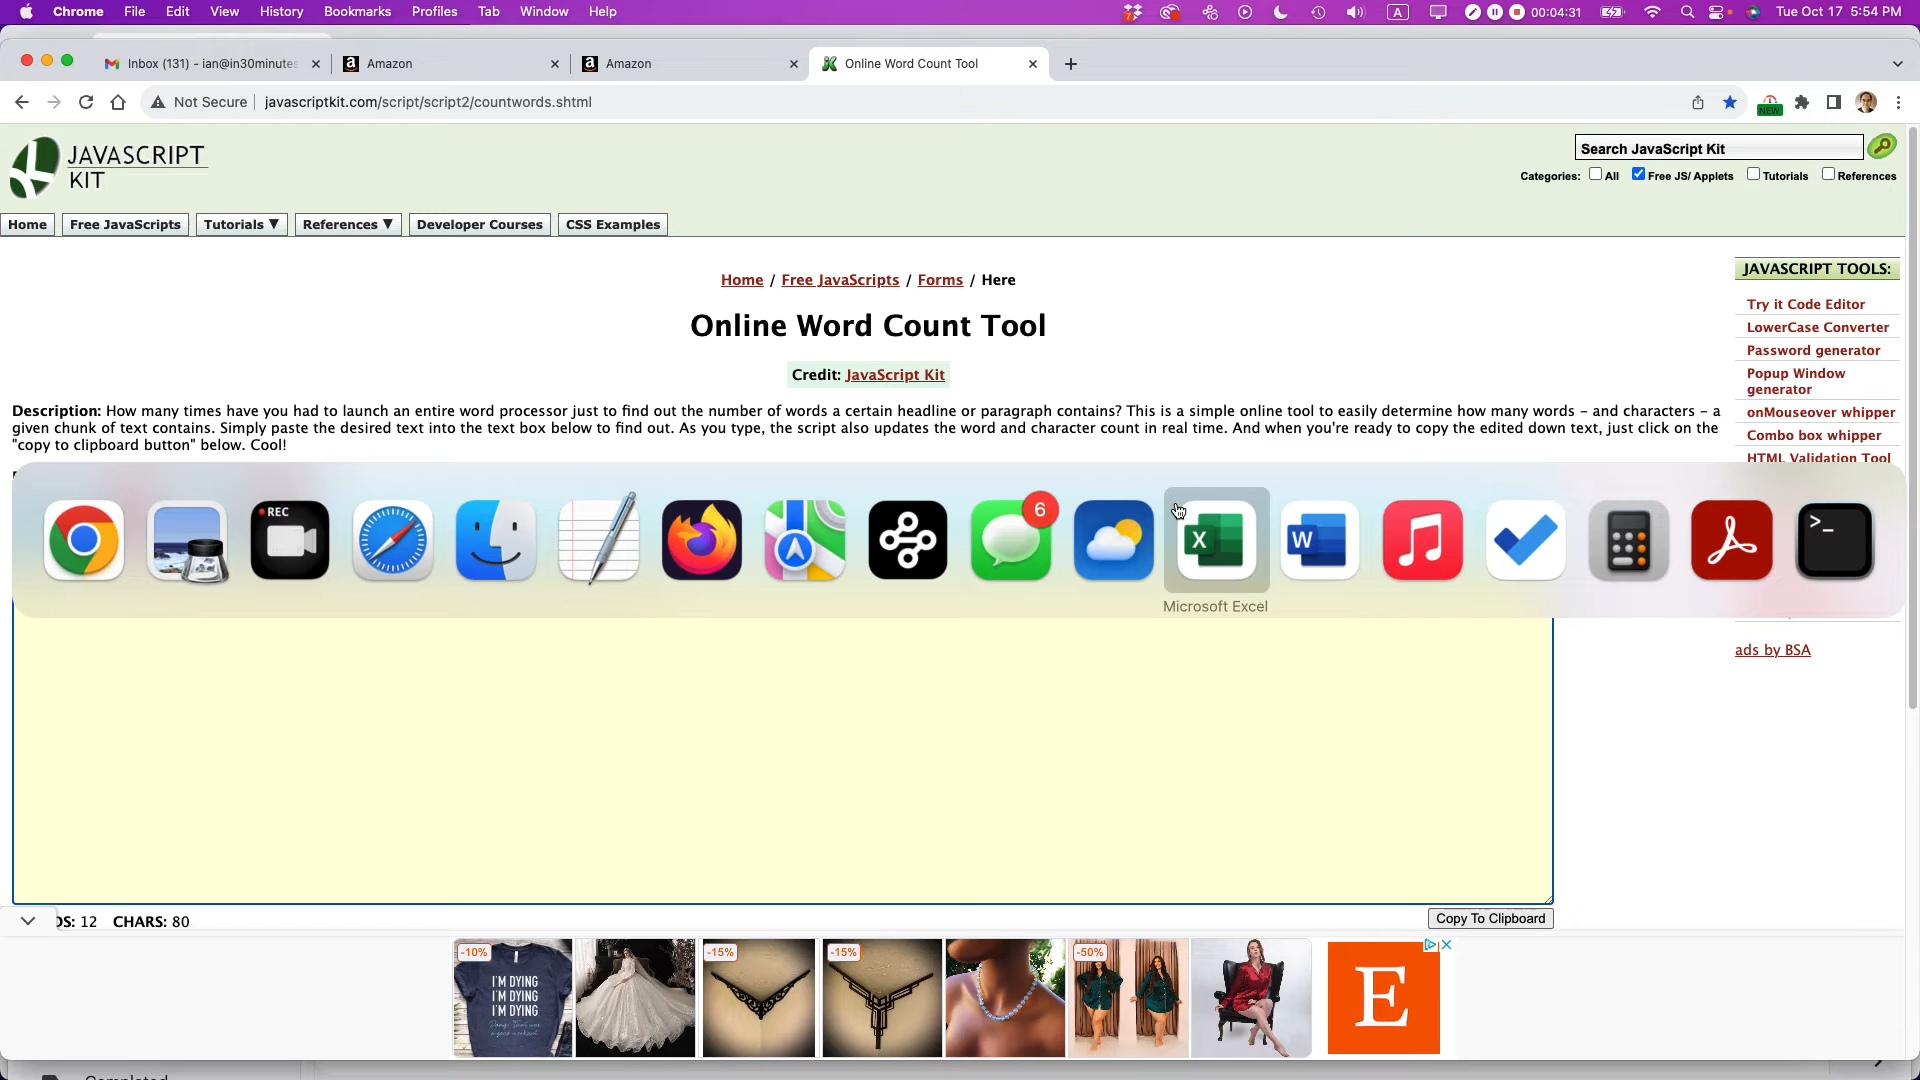 Chrome File Edit View History Bookmarks Profiles Tab Window Help
7 A 00:04:31 Tue Oct 17 5:54 PM
Inbox (131) - ian@in30minutes
Amazon
Amazon
Online Word Count Tool
Not Secure javascriptkit.com/script/script2/countwords.shtml
NEW
JAVASCRIPT
KIT
Search JavaScript Kit
Categories: All Free JS/ Applets Tutorials References
Home Free JavaScripts Tutorials ▼ References ▼ Developer Courses CSS Examples
Home / Free JavaScripts / Forms / Here
Online Word Count Tool
Credit: JavaScript Kit
Description: How many times have you had to launch an entire word processor just to find out the number of words a certain headline or paragraph contains? This is a simple online tool to easily determine how many words - and characters - a
given chunk of text contains. Simply paste the desired text into the text box below to find out. As you type, the script also updates the word and character count in real time. And when you're ready to copy the edited down text, just click on the
"copy to clipboard button" below. Cool!
JAVASCRIPT TOOLS:
Try it Code Editor
LowerCase Converter
Password generator
Popup Window
generator
onMouseover whipper
Combo box whipper
HTML Validation Tool
REC
6
X
W
>_
Microsoft Excel
ads by BSA
DS: 12 CHARS: 80
Copy To Clipboard
-10%
I'M DYING
I'M DYING
I'M DYING
-15%
-15%
-50%
E
Completed